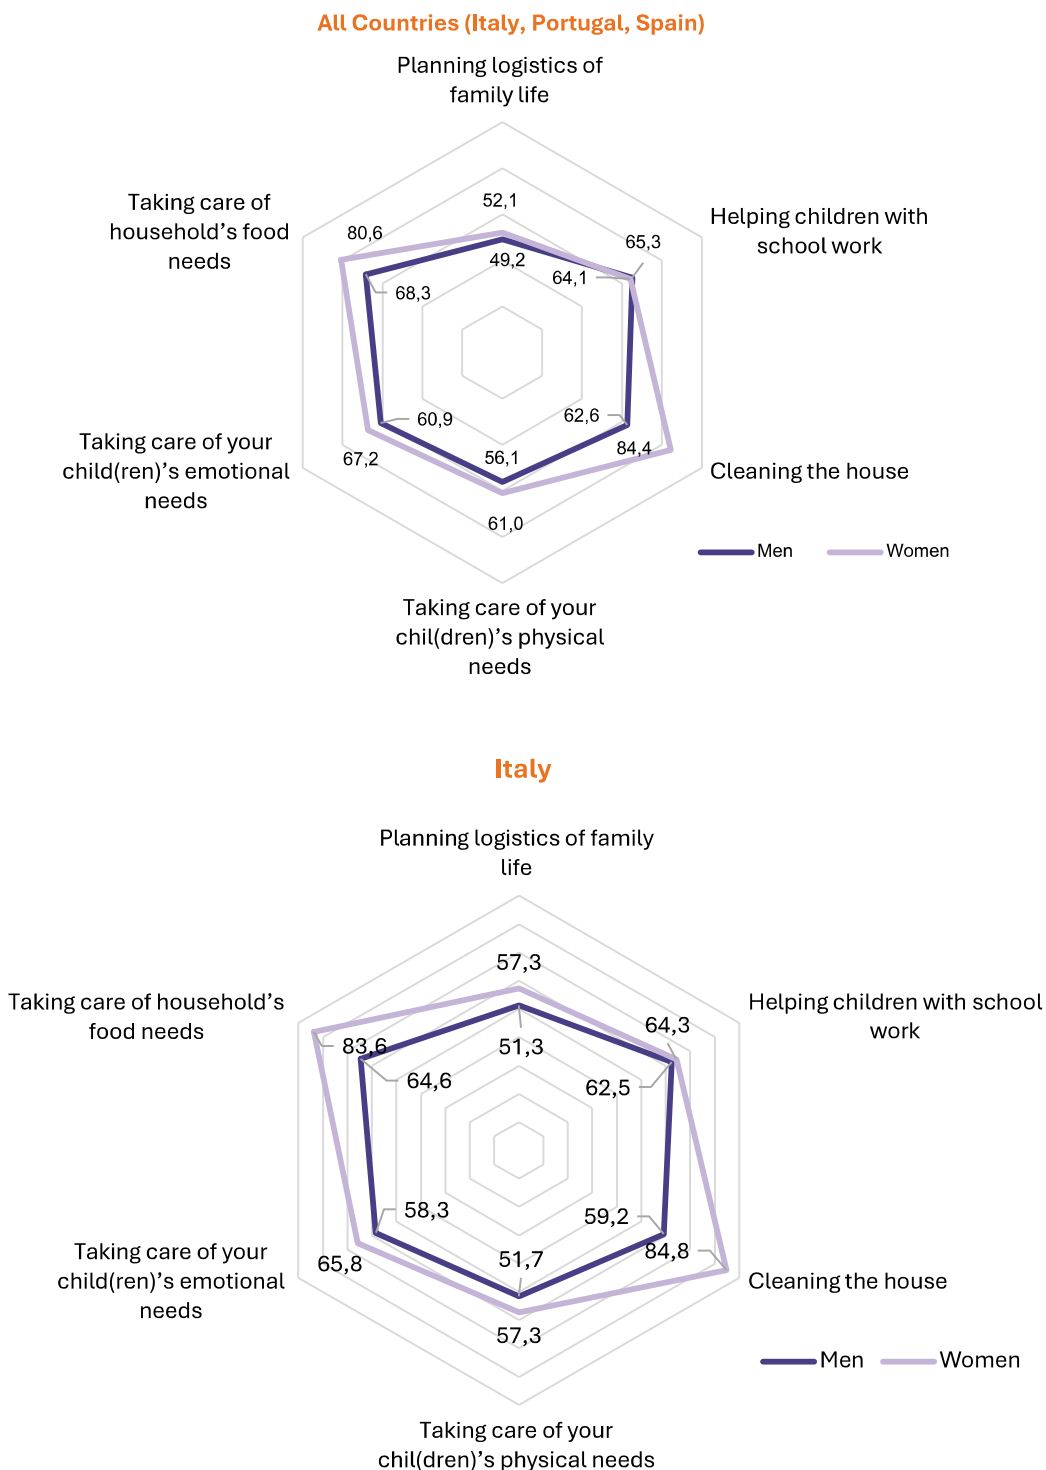 All Countries (Italy, Portugal, Spain)
Planning logistics of
family life
Taking care of
household’s food
needs
Helping children with
school work
52,1
80,6
65,3
49,2
64,1
68,3
60,9
62,6
67,2
56,1
84,4
61,0
Taking care of your
child(ren)’s emotional
needs
Cleaning the house
Men
Women
Taking care of your
chil(dren)’s physical
needs
Italy
Planning logistics of family
life
Taking care of household’s
food needs
Helping children with school
work
57,3
83,6
64,3
51,3
64,6
62,5
58,3
59,2
65,8
51,7
84,8
57,3
Taking care of your
child(ren)’s emotional
needs
Cleaning the house
Men
Women
Taking care of your
chil(dren)’s physical needs